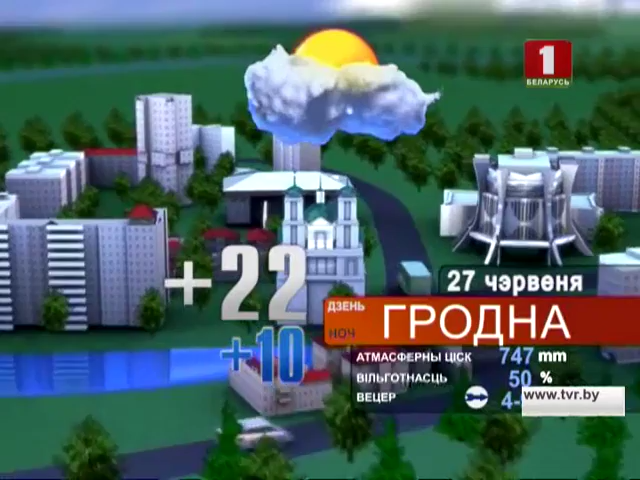 1
БЕЛАРУСЬ
27 чэрвеня
+22 ДЗЕНЬ
ГРОДНА
+10 НОЧ
АТМАСФЕРНЫ ЦІСК 747 mm
ВІЛЬГОТНАСЦЬ 50 %
ВЕЦЕР 4-
www.tvr.by